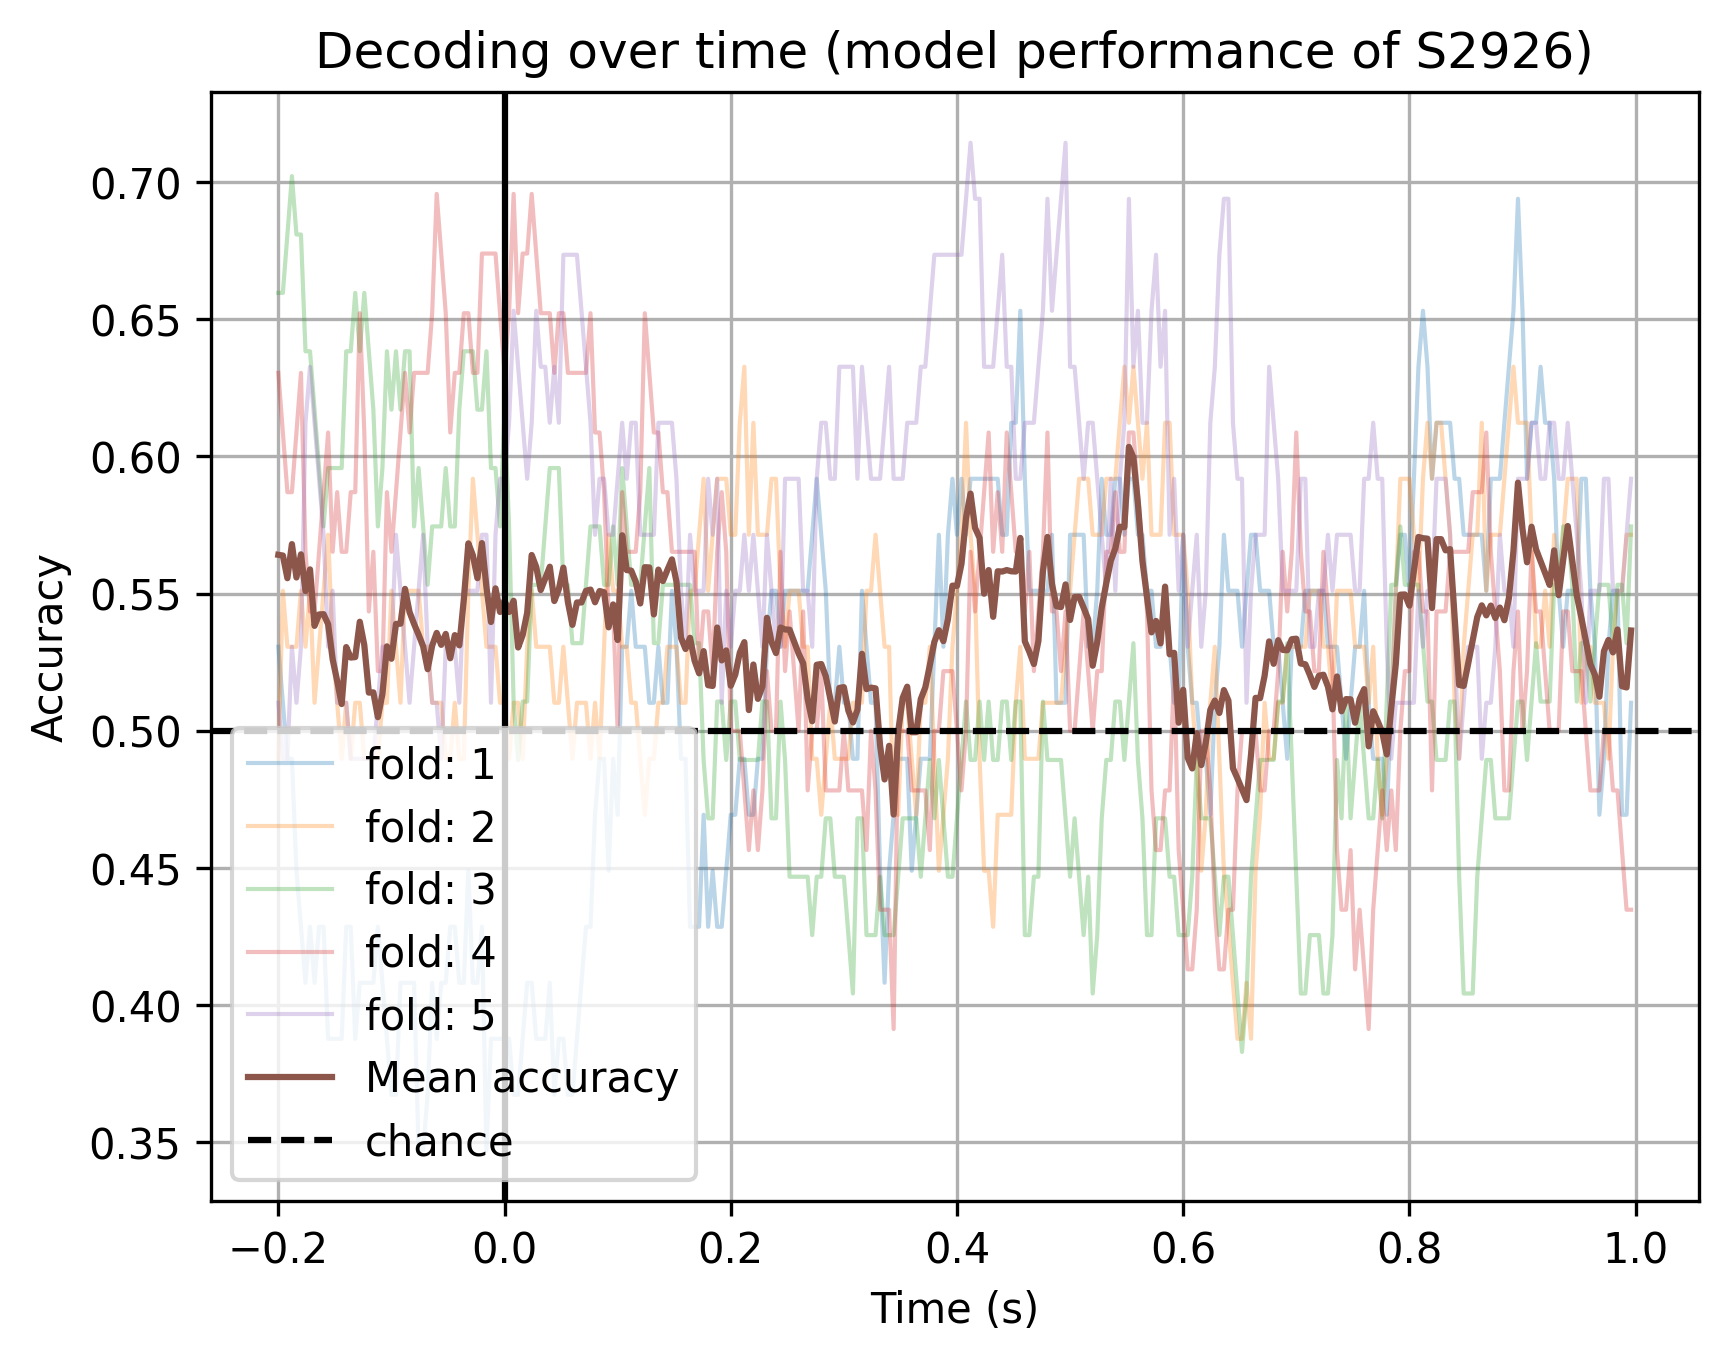 Decoding over time (model performance of S2926)
Accuracy
0.70
0.65
0.60
0.55
0.50
0.45
0.40
0.35
fold: 1
fold: 2
fold: 3
fold: 4
fold: 5
Mean accuracy
chance
−0.2 0.0 0.2 0.4 0.6 0.8 1.0
Time (s)